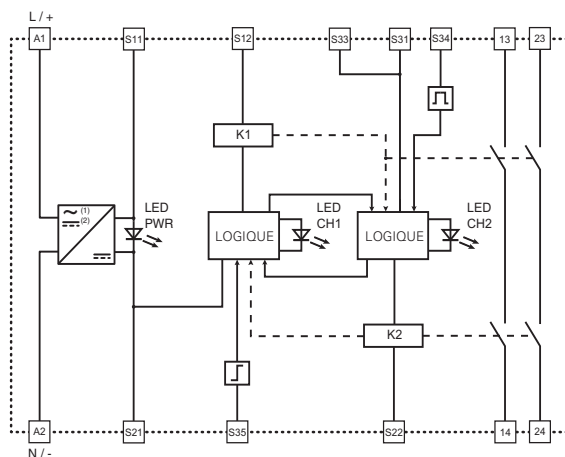 L / +
A1
S11
S12
S33
S31
S34
13
23
K1
(1)
(2)
LED
PWR
LOGIQUE
LED
CH1
LOGIQUE
LED
CH2
K2
A2
S21
S35
S22
14
24
N / -